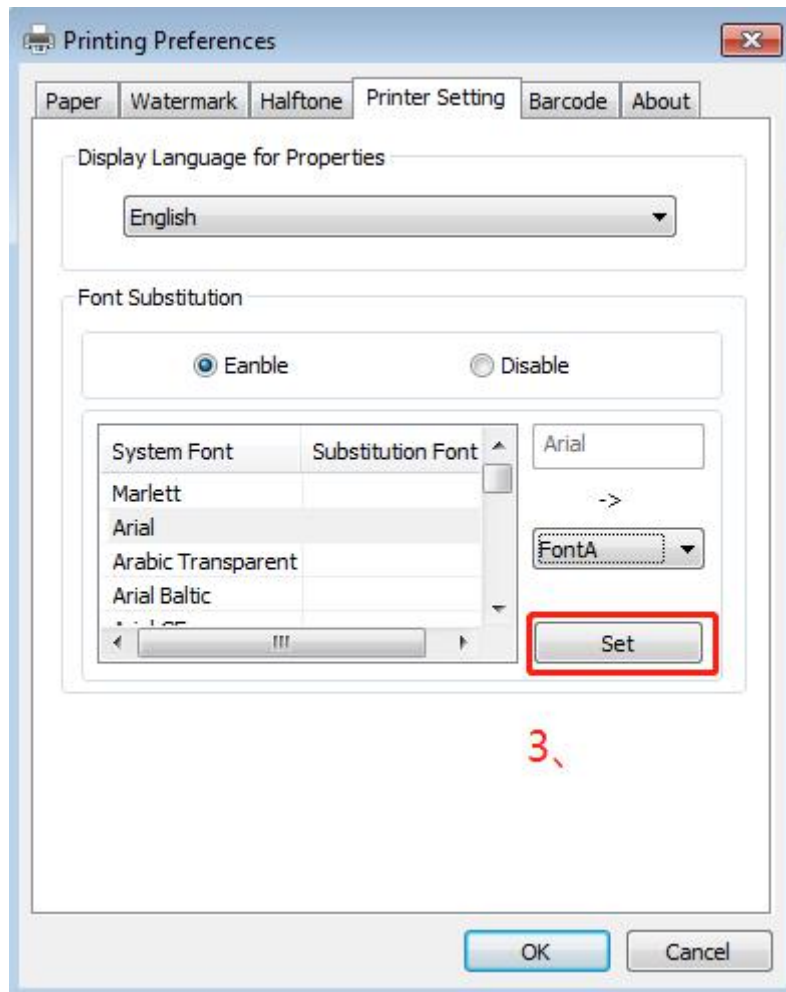 Printing Preferences
Paper Watermark Halftone Printer Setting Barcode About
Display Language for Properties
English
Font Substitution
Eanble Disable
System Font Substitution Font
Arial
Marlett
->
Arial
FontA
Arabic Transparent
Arial Baltic
Set
3、
OK Cancel